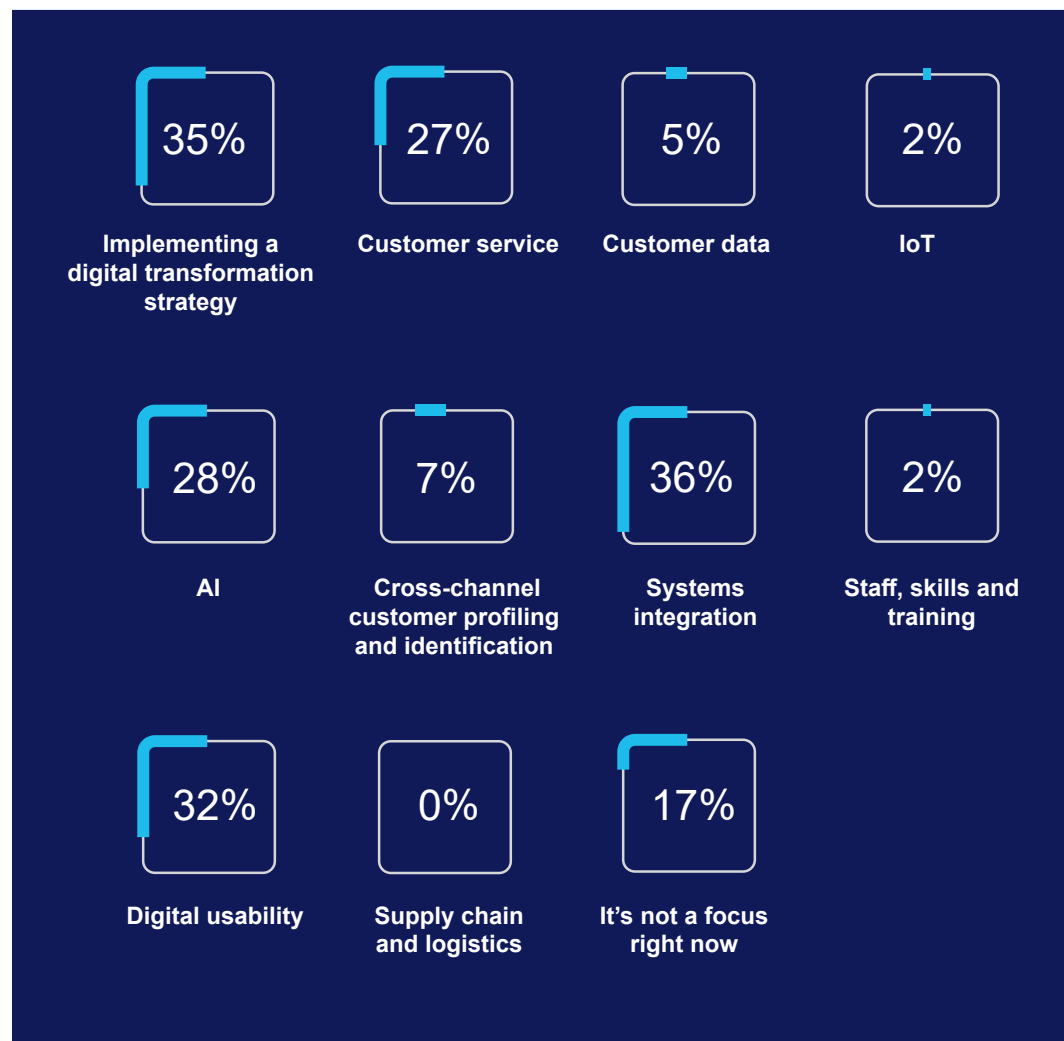 35%
27%
5%
2%
Implementing a
digital transformation
strategy
Customer service
Customer data
IoT
28%
7%
36%
2%
AI
Cross-channel
customer profiling
and identification
Systems
integration
Staff, skills and
training
32%
0%
17%
Digital usability
Supply chain
and logistics
It’s not a focus
right now